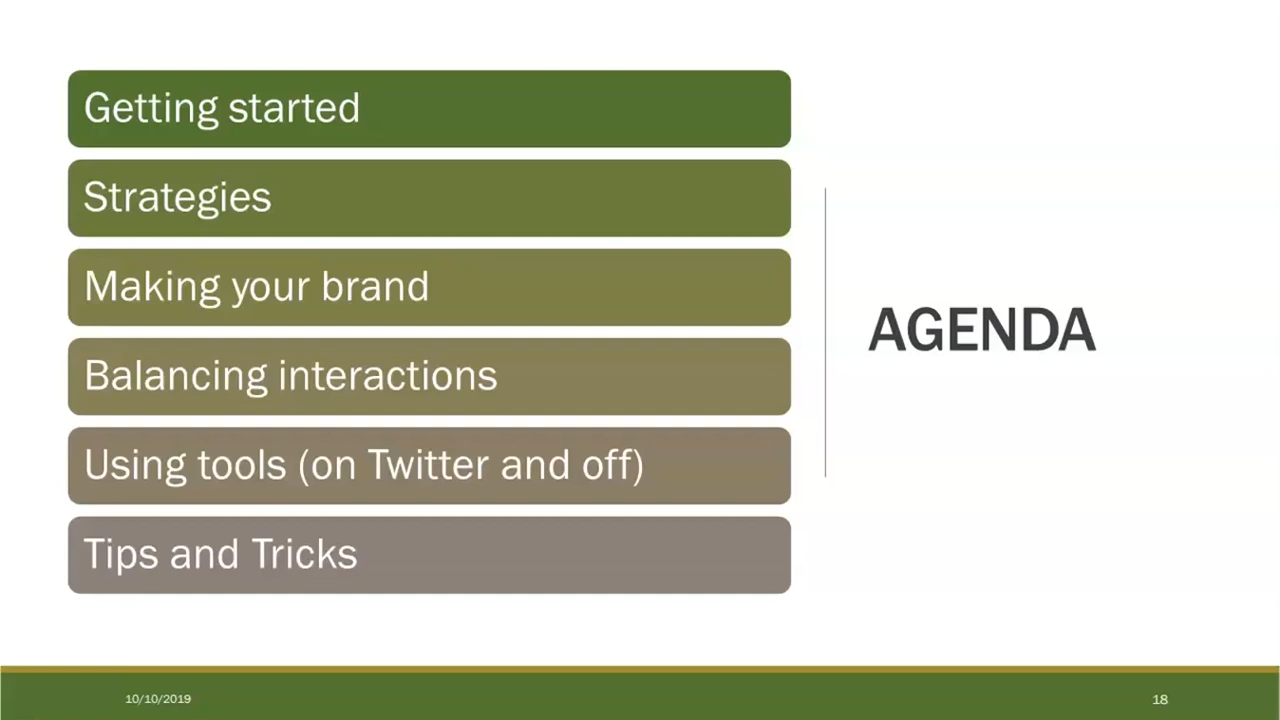 Getting started
Strategies
Making your brand
Balancing interactions
Using tools (on Twitter and off)
Tips and Tricks
AGENDA
10/10/2019
18